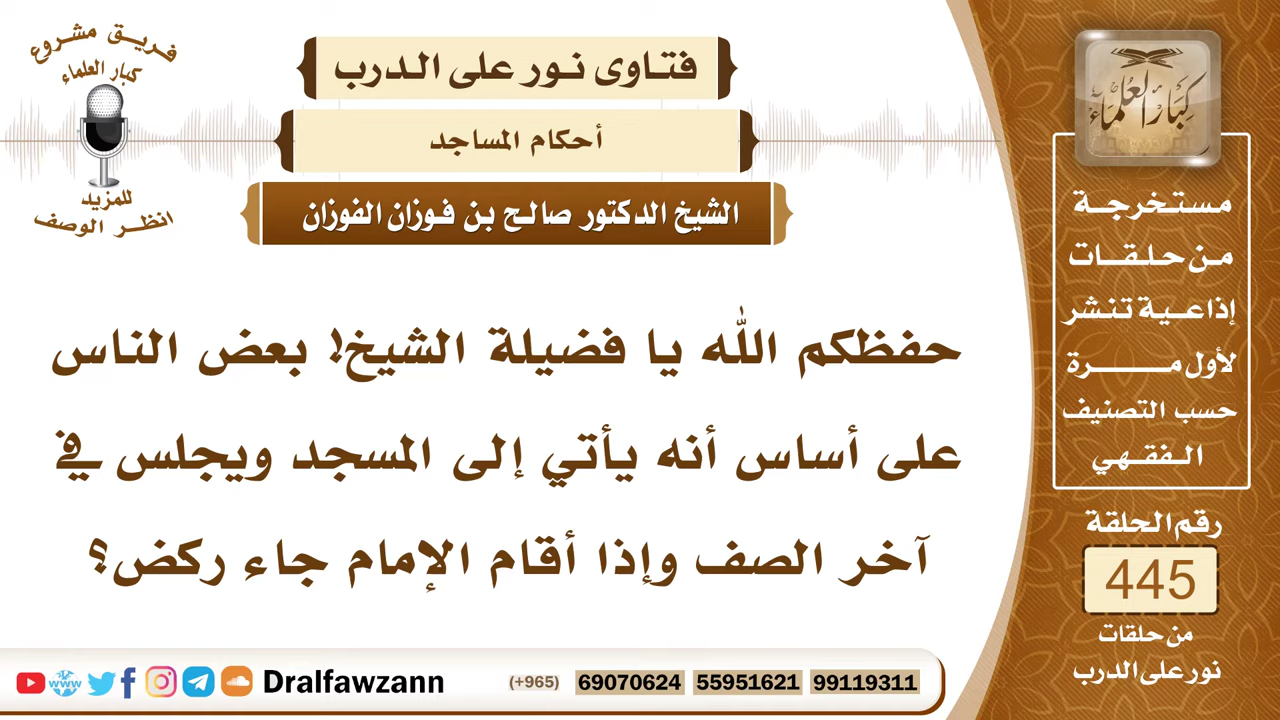 فريق مشروع
كبار العلماء
للمزيد
انظر الوصف
فتاوى نور على الدرب
أحكام المساجد
الشيخ الدكتور صالح بن فوزان الفوزان
حفظكم الله يا فضيلة الشيخ! بعض الناس
على أساس أنه يأتي إلى المسجد ويجلس في
آخر الصف وإذا أقام الإمام جاء ركض؟
كبار العلماء
مستخرجة
من حلقات
إذاعية تنشر
لأول مرة
حسب التصنيف
الفقهي
رقم الحلقة
445
من حلقات
نور على الدرب
www Dralfawzann (+965) 69070624 55951621 99119311